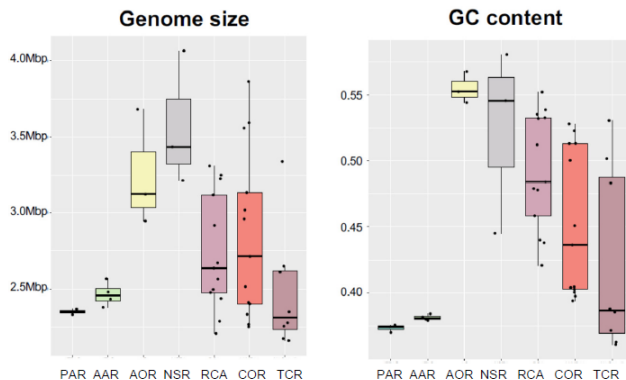 Genome size
GC content
4.0Mbp
3.5Mbp
3.0Mbp
2.5Mbp
PAR AAR AOR NSR RCA COR TCR
0.55
0.50
0.45
0.40
PAR AAR AOR NSR RCA COR TCR